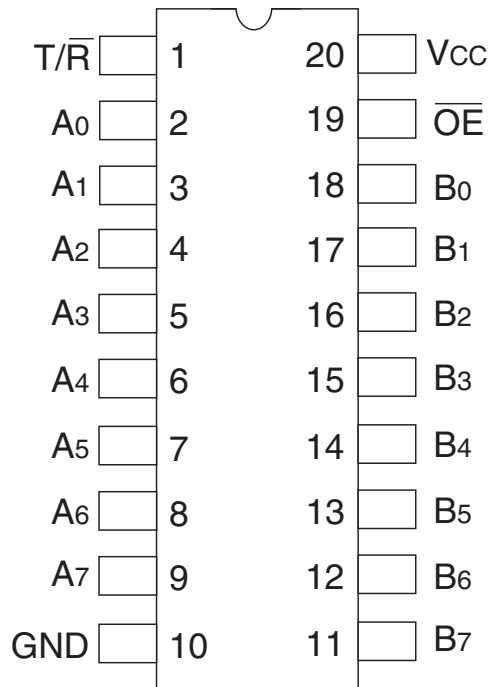 T/R̅ 1 20 VCC
A0 2 19 O̅E̅
A1 3 18 B0
A2 4 17 B1
A3 5 16 B2
A4 6 15 B3
A5 7 14 B4
A6 8 13 B5
A7 9 12 B6
GND 10 11 B7